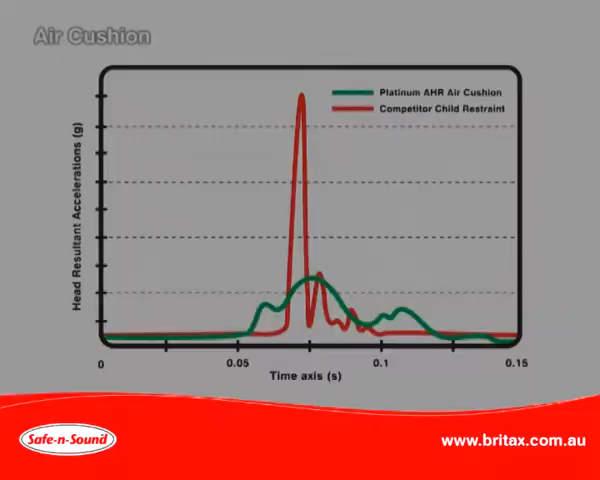 Air Cushion
Platinum AHR Air Cushion
Competitor Child Restraint
Head Resultant Accelerations (g)
0
0.05
0.1
0.15
Time axis (s)
Safe-n-Sound
www.britax.com.au